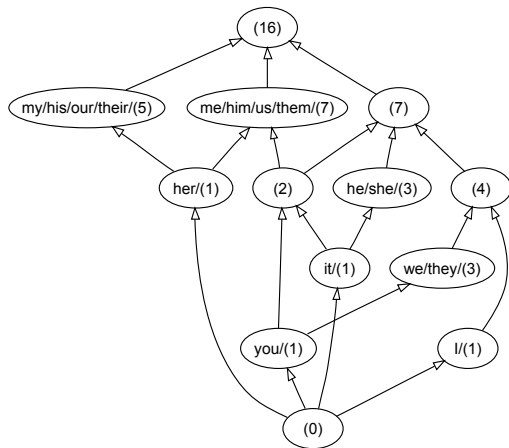 (16)
my/his/our/their/(5)
me/him/us/them/(7)
(7)
her/(1)
(2)
he/she/(3)
(4)
it/(1)
we/they/(3)
you/(1)
I/(1)
(0)